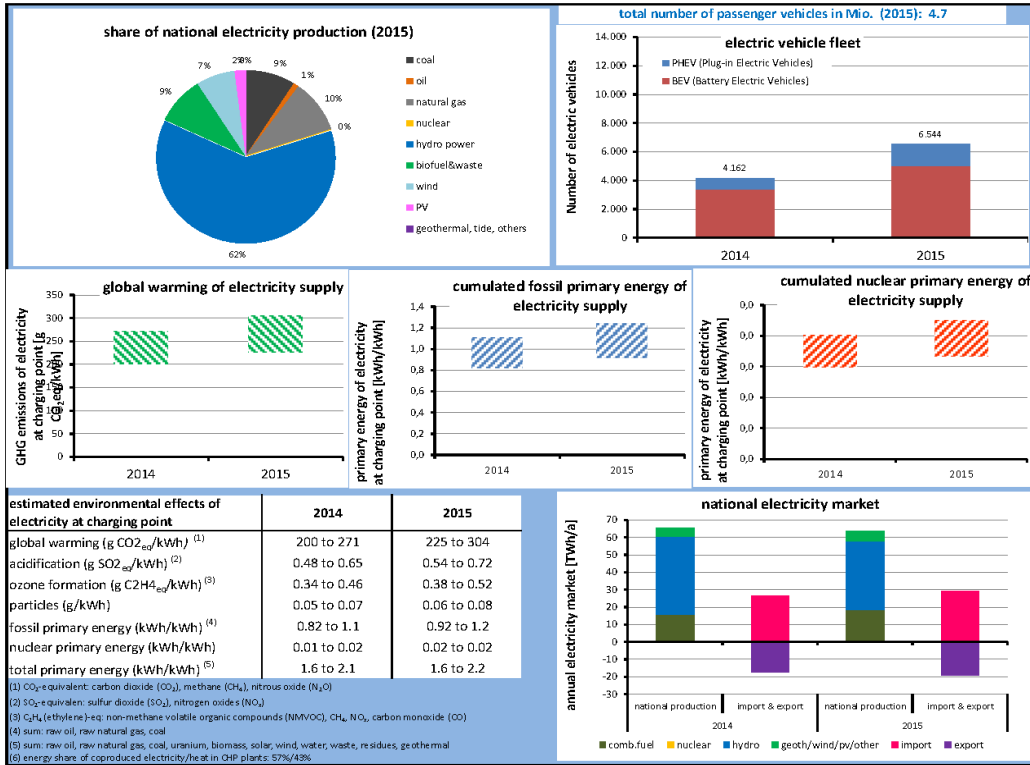 total number of passenger vehicles in Mio. (2015): 4.7
share of national electricity production (2015)
2%
0%
9%
1%
10%
0%
62%
9%
7%
coal
oil
natural gas
nuclear
hydro power
biofuel&waste
wind
PV
geothermal, tide, others
electric vehicle fleet
PHEV (Plug-in Electric Vehicles)
BEV (Battery Electric Vehicles)
Number of electric vehicles
14.000
12.000
10.000
8.000
6.000
4.000
2.000
0
4.162
6.544
2014
2015
global warming of electricity supply
GHG emissions of electricity
at charging point [g
CO₂eq/kWh]
350
300
250
200
150
100
50
0
2014
2015
cumulated fossil primary energy of
electricity supply
primary energy of electricity
at charging point [kWh/kWh]
1,4
1,2
1,0
0,8
0,6
0,4
0,2
0,0
2014
2015
cumulated nuclear primary energy of
electricity supply
primary energy of electricity
at charging point [kWh/kWh]
0,0
0,0
0,0
0,0
0,0
0,0
2014
2015
estimated environmental effects of
electricity at charging point
2014
2015
global warming (g CO2eq/kWh) (1) 200 to 271 225 to 304
acidification (g SO2eq/kWh) (2) 0.48 to 0.65 0.54 to 0.72
ozone formation (g C2H4eq/kWh) (3) 0.34 to 0.46 0.38 to 0.52
particles (g/kWh) 0.05 to 0.07 0.06 to 0.08
fossil primary energy (kWh/kWh) (4) 0.82 to 1.1 0.92 to 1.2
nuclear primary energy (kWh/kWh) 0.01 to 0.02 0.02 to 0.02
total primary energy (kWh/kWh) (5) 1.6 to 2.1 1.6 to 2.2
(1) CO₂-equivalent: carbon dioxide (CO₂), methane (CH₄), nitrous oxide (N₂O)
(2) SO₂-equivalen: sulfur dioxide (SO₂), nitrogen oxides (NOₓ)
(3) C₂H₄ (ethylene)-eq: non-methane volatile organic compounds (NMVOC), CH₄, NOₓ, carbon monoxide (CO)
(4) sum: raw oil, raw natural gas, coal
(5) sum: raw oil, raw natural gas, coal, uranium, biomass, solar, wind, water, waste, residues, geothermal
(6) energy share of coproduced electricity/heat in CHP plants: 57%/43%
national electricity market
annual electricity market [TWh/a]
70
60
50
40
30
20
10
0
-10
-20
-30
national production
import & export
national production
import & export
2014
2015
comb.fuel
nuclear
hydro
geoth/wind/pv/other
import
export